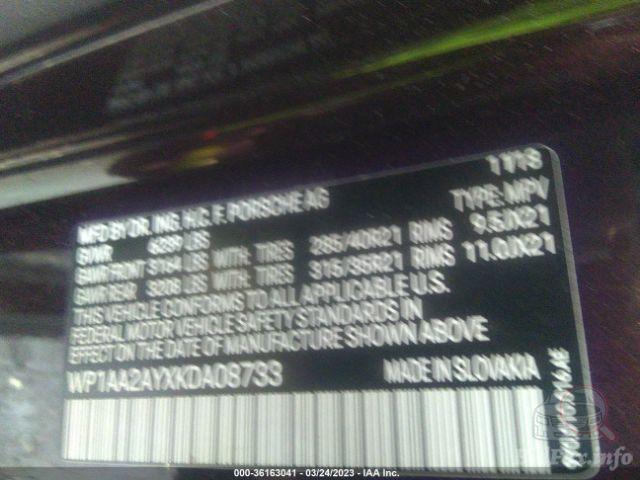 11 18
MFD BY DR. ING. H.C. F. PORSCHE AG
TYPE: MPV
GVWR 6239 LBS
GAWR FRONT 3164 LBS WITH: TIRES 285/40R21 RIMS 9.5JX21
GAWR REAR LBS WITH: TIRES 315/35R21 RIMS 11.0JX21
THIS VEHICLE CONFORMS TO ALL APPLICABLE U.S.
FEDERAL MOTOR VEHICLE SAFETY STANDARDS IN
EFFECT ON THE DATE OF MANUFACTURE SHOWN ABOVE
WP1AA2AYXKDA08733 MADE IN SLOVAKIA
000-36163041 - 03/24/2023 - IAA Inc.